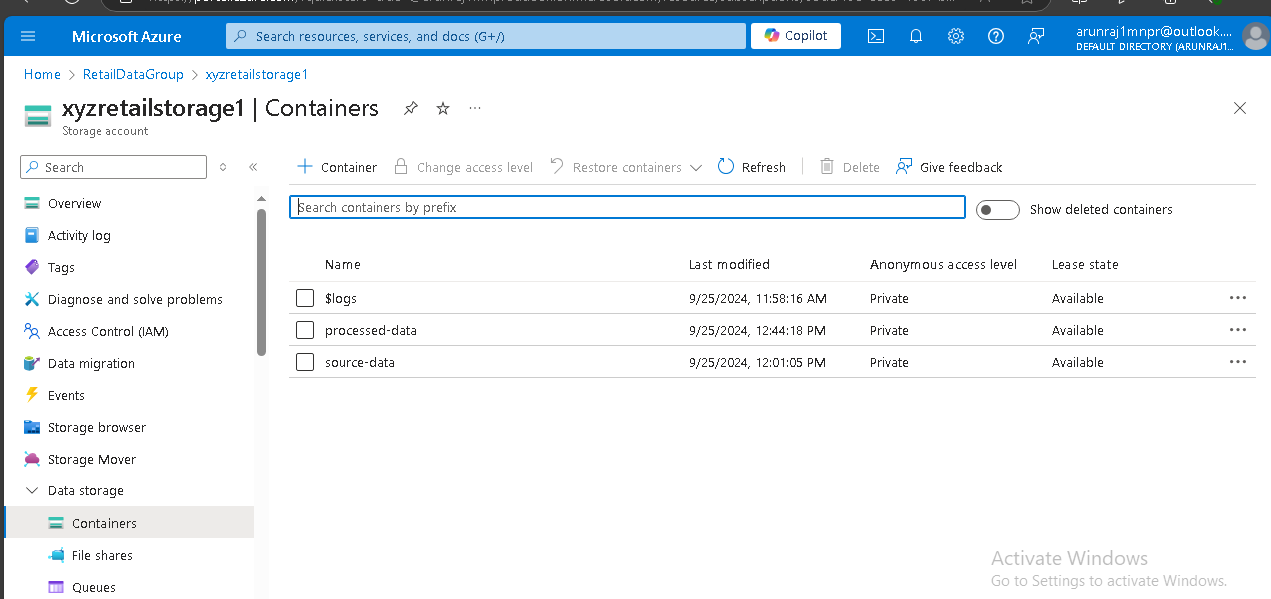 Microsoft Azure
Search resources, services, and docs (G+/)
Copilot
arunraj1mnpr@outlook....
DEFAULT DIRECTORY (ARUNRAJ1...
Home > RetailDataGroup > xyzretailstorage1
xyzretailstorage1 | Containers
Storage account
Search
Container
Change access level
Restore containers
Refresh
Delete
Give feedback
Search containers by prefix
Show deleted containers
Overview
Activity log
Tags
Diagnose and solve problems
Access Control (IAM)
Data migration
Events
Storage browser
Storage Mover
Data storage
Containers
File shares
Queues
Name Last modified Anonymous access level Lease state
$logs 9/25/2024, 11:58:16 AM Private Available
processed-data 9/25/2024, 12:44:18 PM Private Available
source-data 9/25/2024, 12:01:05 PM Private Available
Activate Windows
Go to Settings to activate Windows.